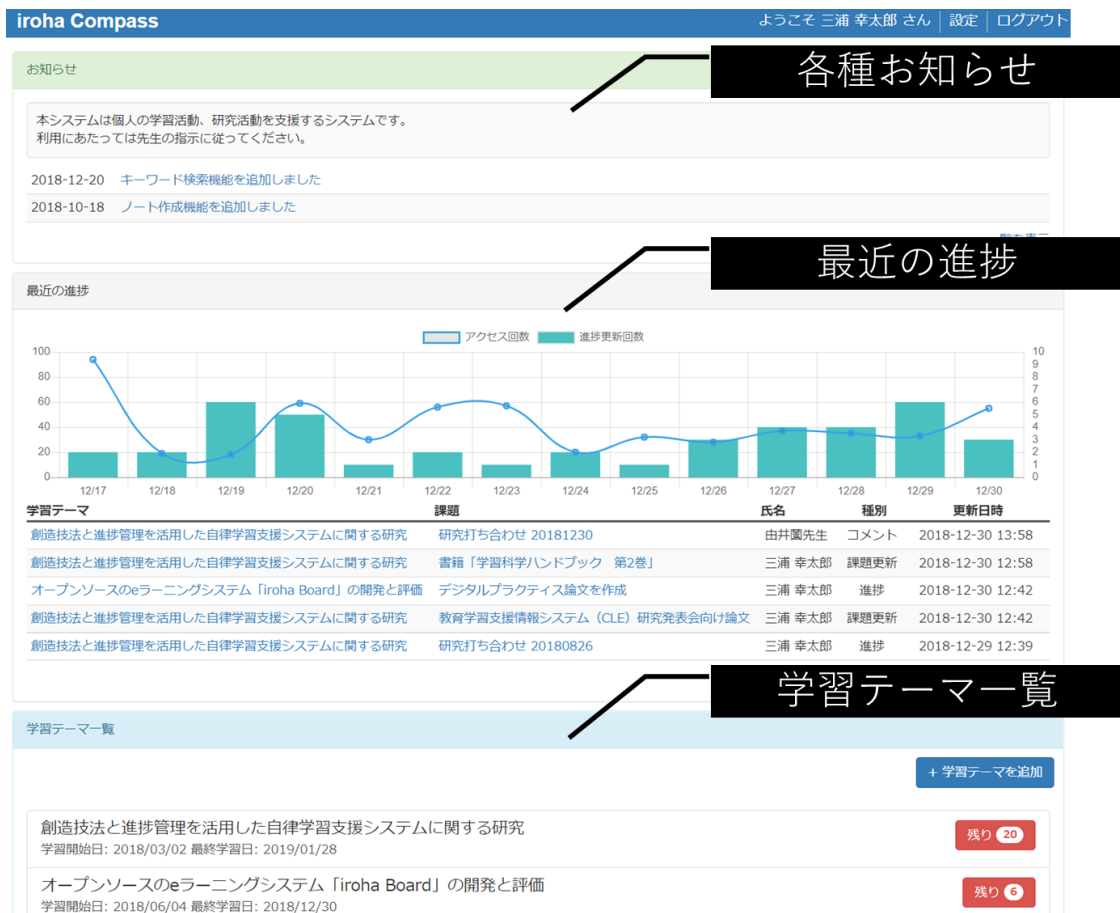 iroha Compass ようこそ 三浦 幸太郎 さん 設定 ログアウト
各種お知らせ
お知らせ
本システムは個人の学習活動、研究活動を支援するシステムです。
利用にあたっては先生の指示に従ってください。
2018-12-20 キーワード検索機能を追加しました
2018-10-18 ノート作成機能を追加しました
最近の進捗
最近の進捗
アクセス回数 進捗更新回数
100 10
9
80 8
7
60 6
5
40 4
3
20 2
1
0 0
12/17 12/18 12/19 12/20 12/21 12/22 12/23 12/24 12/25 12/26 12/27 12/28 12/29 12/30
学習テーマ 課題 氏名 種別 更新日時
創造技法と進捗管理を活用した自律学習支援システムに関する研究 研究打ち合わせ 20181230 由井薗先生 コメント 2018-12-30 13:58
創造技法と進捗管理を活用した自律学習支援システムに関する研究 書籍「学習科学ハンドブック 第2巻」 三浦 幸太郎 課題更新 2018-12-30 12:58
オープンソースのeラーニングシステム「iroha Board」の開発と評価 デジタルプラクティス論文を作成 三浦 幸太郎 進捗 2018-12-30 12:42
創造技法と進捗管理を活用した自律学習支援システムに関する研究 教育学習支援情報システム（CLE）研究発表会向け論文 三浦 幸太郎 課題更新 2018-12-30 12:42
創造技法と進捗管理を活用した自律学習支援システムに関する研究 研究打ち合わせ 20180826 三浦 幸太郎 進捗 2018-12-29 12:39
学習テーマ一覧
学習テーマ一覧
+ 学習テーマを追加
創造技法と進捗管理を活用した自律学習支援システムに関する研究 残り 20
学習開始日: 2018/03/02 最終学習日: 2019/01/28
オープンソースのeラーニングシステム「iroha Board」の開発と評価 残り 6
学習開始日: 2018/06/04 最終学習日: 2018/12/30